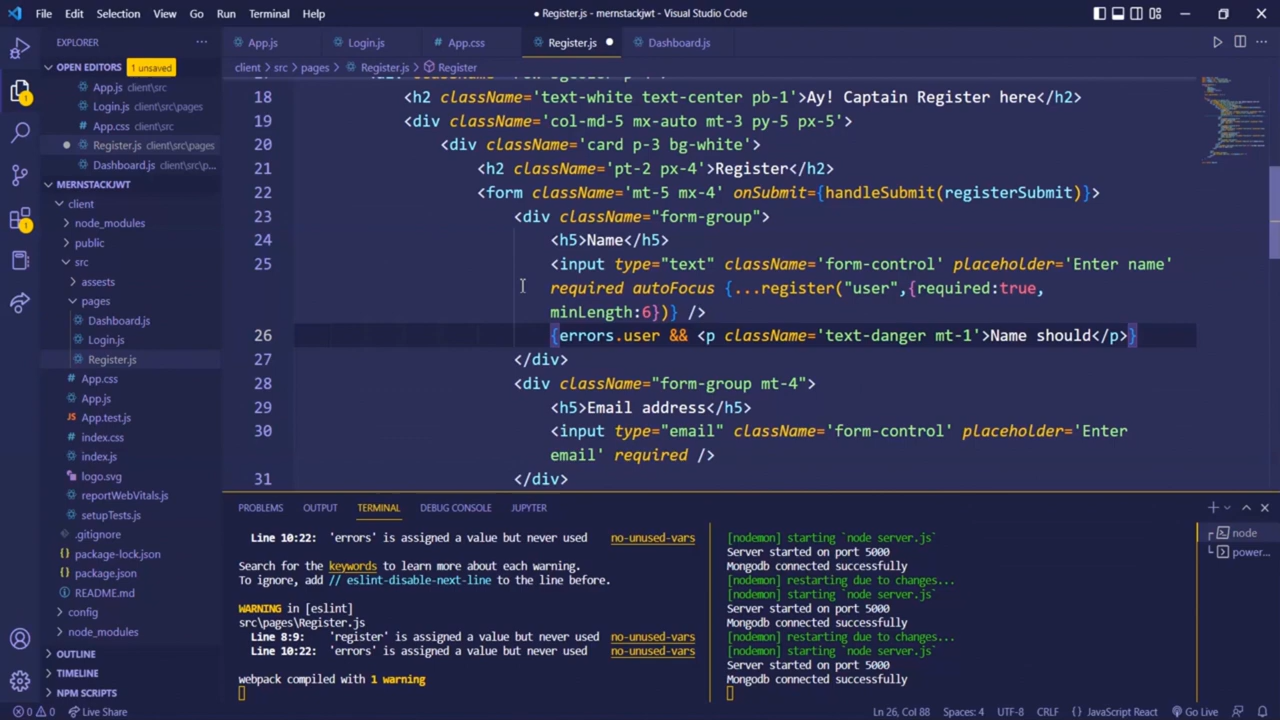 File Edit Selection View Go Run Terminal Help
● Register.js - mernstackjwt - Visual Studio Code
EXPLORER ...
OPEN EDITORS 1 unsaved
App.js client\src
Login.js client\src\pages
App.css client\src
● Register.js client\src\pages
Dashboard.js client\src\p...
MERNSTACKJWT
client
node_modules
public
src
assests
pages
Dashboard.js
Login.js
Register.js
App.css
App.js
App.test.js
index.css
index.js
logo.svg
reportWebVitals.js
setupTests.js
.gitignore
package-lock.json
package.json
README.md
config
node_modules
OUTLINE
TIMELINE
NPM SCRIPTS
App.js Login.js App.css Register.js ● Dashboard.js
client > src > pages > Register.js > Register
18 <h2 className='text-white text-center pb-1'>Ay! Captain Register here</h2>
19 <div className='col-md-5 mx-auto mt-3 py-5 px-5'>
20 <div className='card p-3 bg-white'>
21 <h2 className='pt-2 px-4'>Register</h2>
22 <form className='mt-5 mx-4' onSubmit={handleSubmit(registerSubmit)}>
23 <div className="form-group">
24 <h5>Name</h5>
25 <input type="text" className='form-control' placeholder='Enter name'
required autoFocus {...register("user",{required:true,
minLength:6})} />
26 {errors.user && <p className='text-danger mt-1'>Name should</p>}
27 </div>
28 <div className="form-group mt-4">
29 <h5>Email address</h5>
30 <input type="email" className='form-control' placeholder='Enter
email' required />
31 </div>
PROBLEMS OUTPUT TERMINAL DEBUG CONSOLE JUPYTER
Line 10:22: 'errors' is assigned a value but never used no-unused-vars
Search for the keywords to learn more about each warning.
To ignore, add // eslint-disable-next-line to the line before.
WARNING in [eslint]
src\pages\Register.js
Line 8:9: 'register' is assigned a value but never used no-unused-vars
Line 10:22: 'errors' is assigned a value but never used no-unused-vars
webpack compiled with 1 warning
[nodemon] starting `node server.js`
Server started on port 5000
Mongodb connected successfully
[nodemon] restarting due to changes...
[nodemon] starting `node server.js`
Server started on port 5000
Mongodb connected successfully
[nodemon] restarting due to changes...
[nodemon] starting `node server.js`
Server started on port 5000
Mongodb connected successfully
node
power...
0 0 Live Share
Ln 26, Col 88 Spaces: 4 UTF-8 CRLF JavaScript React Go Live